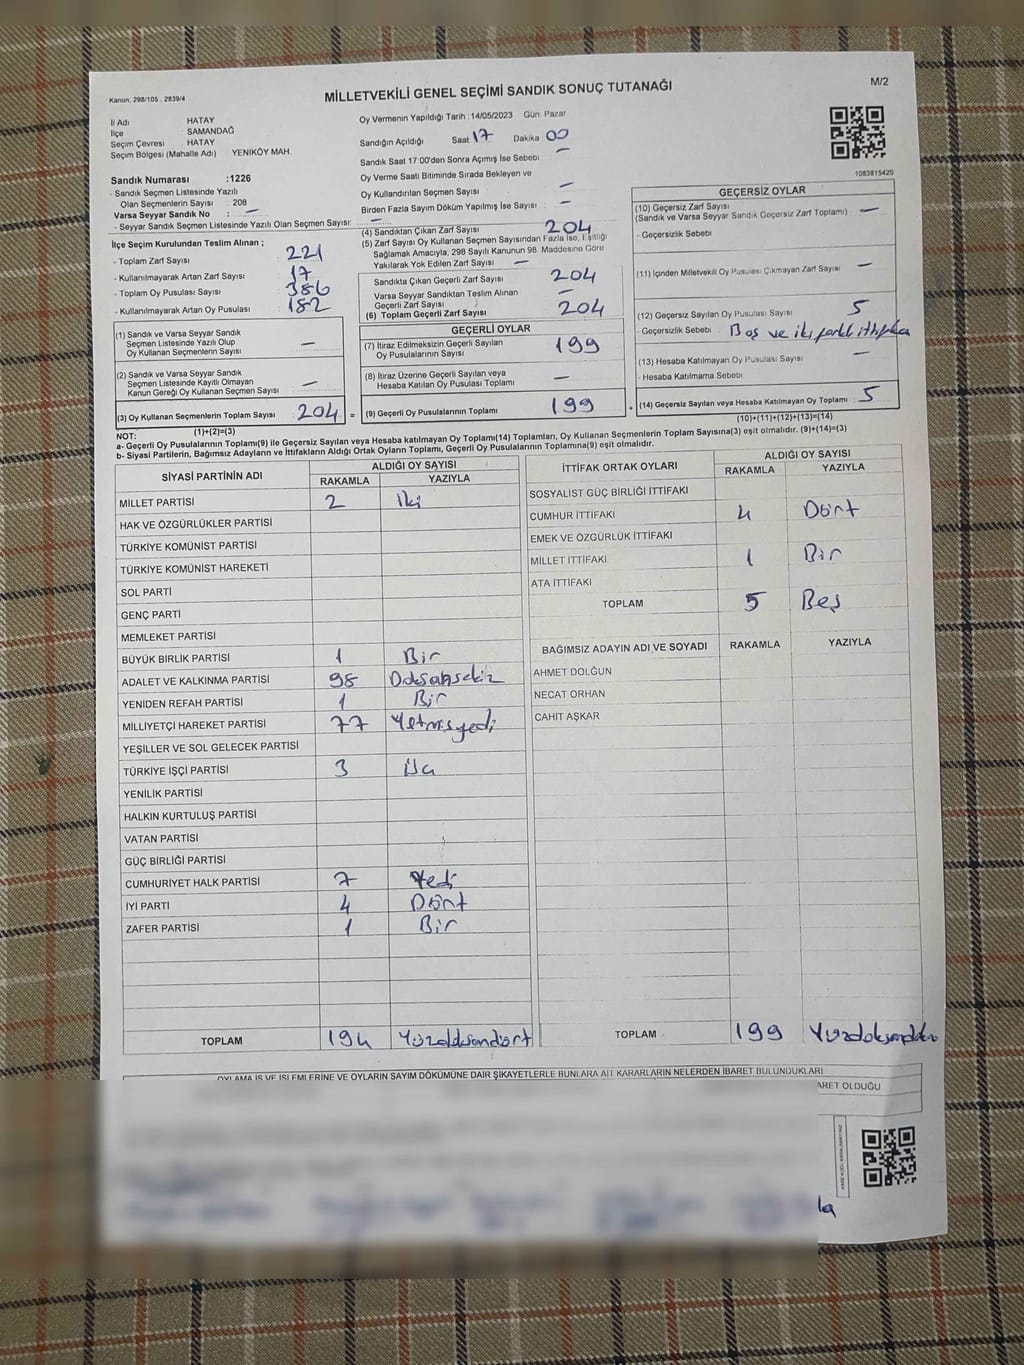 Kanun: 298/105 , 2839/4
MİLLETVEKİLİ GENEL SEÇİMİ SANDIK SONUÇ TUTANAĞI
M/2
İl Adı HATAY
İlçe SAMANDAĞ
Seçim Çevresi HATAY
Seçim Bölgesi (Mahalle Adı) YENİKÖY MAH.
Sandık Numarası :1226
- Sandık Seçmen Listesinde Yazılı
Olan Seçmenlerin Sayısı : 208
Varsa Seyyar Sandık No : —
- Seyyar Sandık Seçmen Listesinde Yazılı Olan Seçmen Sayısı: —
Oy Vermenin Yapıldığı Tarih :14/05/2023 Gün: Pazar
Sandığın Açıldığı Saat 17 Dakika 00
Sandık Saat 17:00'den Sonra Açımış İse Sebebi —
Oy Verme Saati Bitiminde Sırada Bekleyen ve
Oy Kullandırılan Seçmen Sayısı —
Birden Fazla Sayım Döküm Yapılmış İse Sayısı : —
1083815420
İlçe Seçim Kurulundan Teslim Alınan ;
- Toplam Zarf Sayısı 221
- Kullanılmayarak Artan Zarf Sayısı 17
- Toplam Oy Pusulası Sayısı 386
- Kullanılmayarak Artan Oy Pusulası 182
(4) Sandıktan Çıkan Zarf Sayısı 204
(5) Zarf Sayısı Oy Kullanan Seçmen Sayısından Fazla İse, Eşitliği
Sağlamak Amacıyla, 298 Sayılı Kanunun 98. Maddesine Göre
Yakılarak Yok Edilen Zarf Sayısı —
Sandıkta Çıkan Geçerli Zarf Sayısı 204
Varsa Seyyar Sandıktan Teslim Alınan
Geçerli Zarf Sayısı —
(6) Toplam Geçerli Zarf Sayısı 204
GEÇERSİZ OYLAR
(10) Geçersiz Zarf Sayısı
(Sandık ve Varsa Seyyar Sandık Geçersiz Zarf Toplamı) —
- Geçersizlik Sebebi
(11) İçinden Milletvekili Oy Pusulası Çıkmayan Zarf Sayısı —
(12) Geçersiz Sayılan Oy Pusulası Sayısı 5
- Geçersizlik Sebebi Boş ve iki farklı ittifaka
(13) Hesaba Katılmayan Oy Pusulası Sayısı —
- Hesaba Katılmama Sebebi
(14) Geçersiz Sayılan veya Hesaba Katılmayan Oy Toplamı 5
(10)+(11)+(12)+(13)=(14)
(1) Sandık ve Varsa Seyyar Sandık
Seçmen Listesinde Yazılı Olup
Oy Kullanan Seçmenlerin Sayısı —
(2) Sandık ve Varsa Seyyar Sandık
Seçmen Listesinde Kayıtlı Olmayan
Kanun Gereği Oy Kullanan Seçmen Sayısı —
(3) Oy Kullanan Seçmenlerin Toplam Sayısı 204 =
(1)+(2)=(3)
GEÇERLİ OYLAR
(7) İtiraz Edilmeksizin Geçerli Sayılan
Oy Pusulalarının Sayısı 199
(8) İtiraz Üzerine Geçerli Sayılan veya
Hesaba Katılan Oy Pusulası Toplamı —
(9) Geçerli Oy Pusulalarının Toplamı 199 +
NOT:
a- Geçerli Oy Pusulalarının Toplamı(9) ile Geçersiz Sayılan veya Hesaba katılmayan Oy Toplamı(14) Toplamları, Oy Kullanan Seçmenlerin Toplam Sayısına(3) eşit olmalıdır. (9)+(14)=(3)
b- Siyasi Partilerin, Bağımsız Adayların ve İttifakların Aldığı Ortak Oyların Toplamı, Geçerli Oy Pusulalarının Toplamına(9) eşit olmalıdır.
SİYASİ PARTİNİN ADI ALDIĞI OY SAYISI
RAKAMLA YAZIYLA
MİLLET PARTİSİ 2 İki
HAK VE ÖZGÜRLÜKLER PARTİSİ
TÜRKİYE KOMÜNİST PARTİSİ
TÜRKİYE KOMÜNİST HAREKETİ
SOL PARTİ
GENÇ PARTİ
MEMLEKET PARTİSİ
BÜYÜK BİRLİK PARTİSİ 1 Bir
ADALET VE KALKINMA PARTİSİ 98 Doksansekiz
YENİDEN REFAH PARTİSİ 1 Bir
MİLLİYETÇİ HAREKET PARTİSİ 77 Yetmişyedi
YEŞİLLER VE SOL GELECEK PARTİSİ
TÜRKİYE İŞÇİ PARTİSİ 3 Üç
YENİLİK PARTİSİ
HALKIN KURTULUŞ PARTİSİ
VATAN PARTİSİ
GÜÇ BİRLİĞİ PARTİSİ
CUMHURİYET HALK PARTİSİ 7 Yedi
İYİ PARTİ 4 Dört
ZAFER PARTİSİ 1 Bir
TOPLAM 194 Yüzdoksandört
İTTİFAK ORTAK OYLARI ALDIĞI OY SAYISI
RAKAMLA YAZIYLA
SOSYALİST GÜÇ BİRLİĞİ İTTİFAKI
CUMHUR İTTİFAKI 4 Dört
EMEK VE ÖZGÜRLÜK İTTİFAKI
MİLLET İTTİFAKI 1 Bir
ATA İTTİFAKI
TOPLAM 5 Beş
BAĞIMSIZ ADAYIN ADI VE SOYADI RAKAMLA YAZIYLA
AHMET DOLĞUN
NECAT ORHAN
CAHİT AŞKAR
TOPLAM 199
OYLAMA İŞ VE İŞLEMLERİNE VE OYLARIN SAYIM DÖKÜMÜNE DAİR ŞİKAYETLERLE BUNLARA AİT KARARLARIN NELERDEN İBARET BULUNDUKLARI
ARET OLDUĞU
la